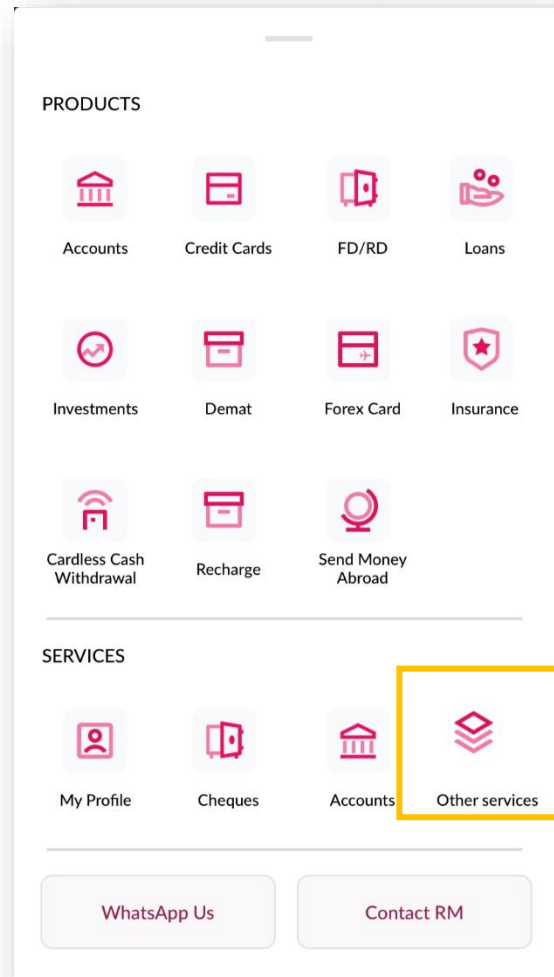 PRODUCTS
Accounts Credit Cards FD/RD Loans
Investments Demat Forex Card Insurance
Cardless Cash Withdrawal Recharge Send Money Abroad
SERVICES
My Profile Cheques Accounts Other services
WhatsApp Us Contact RM